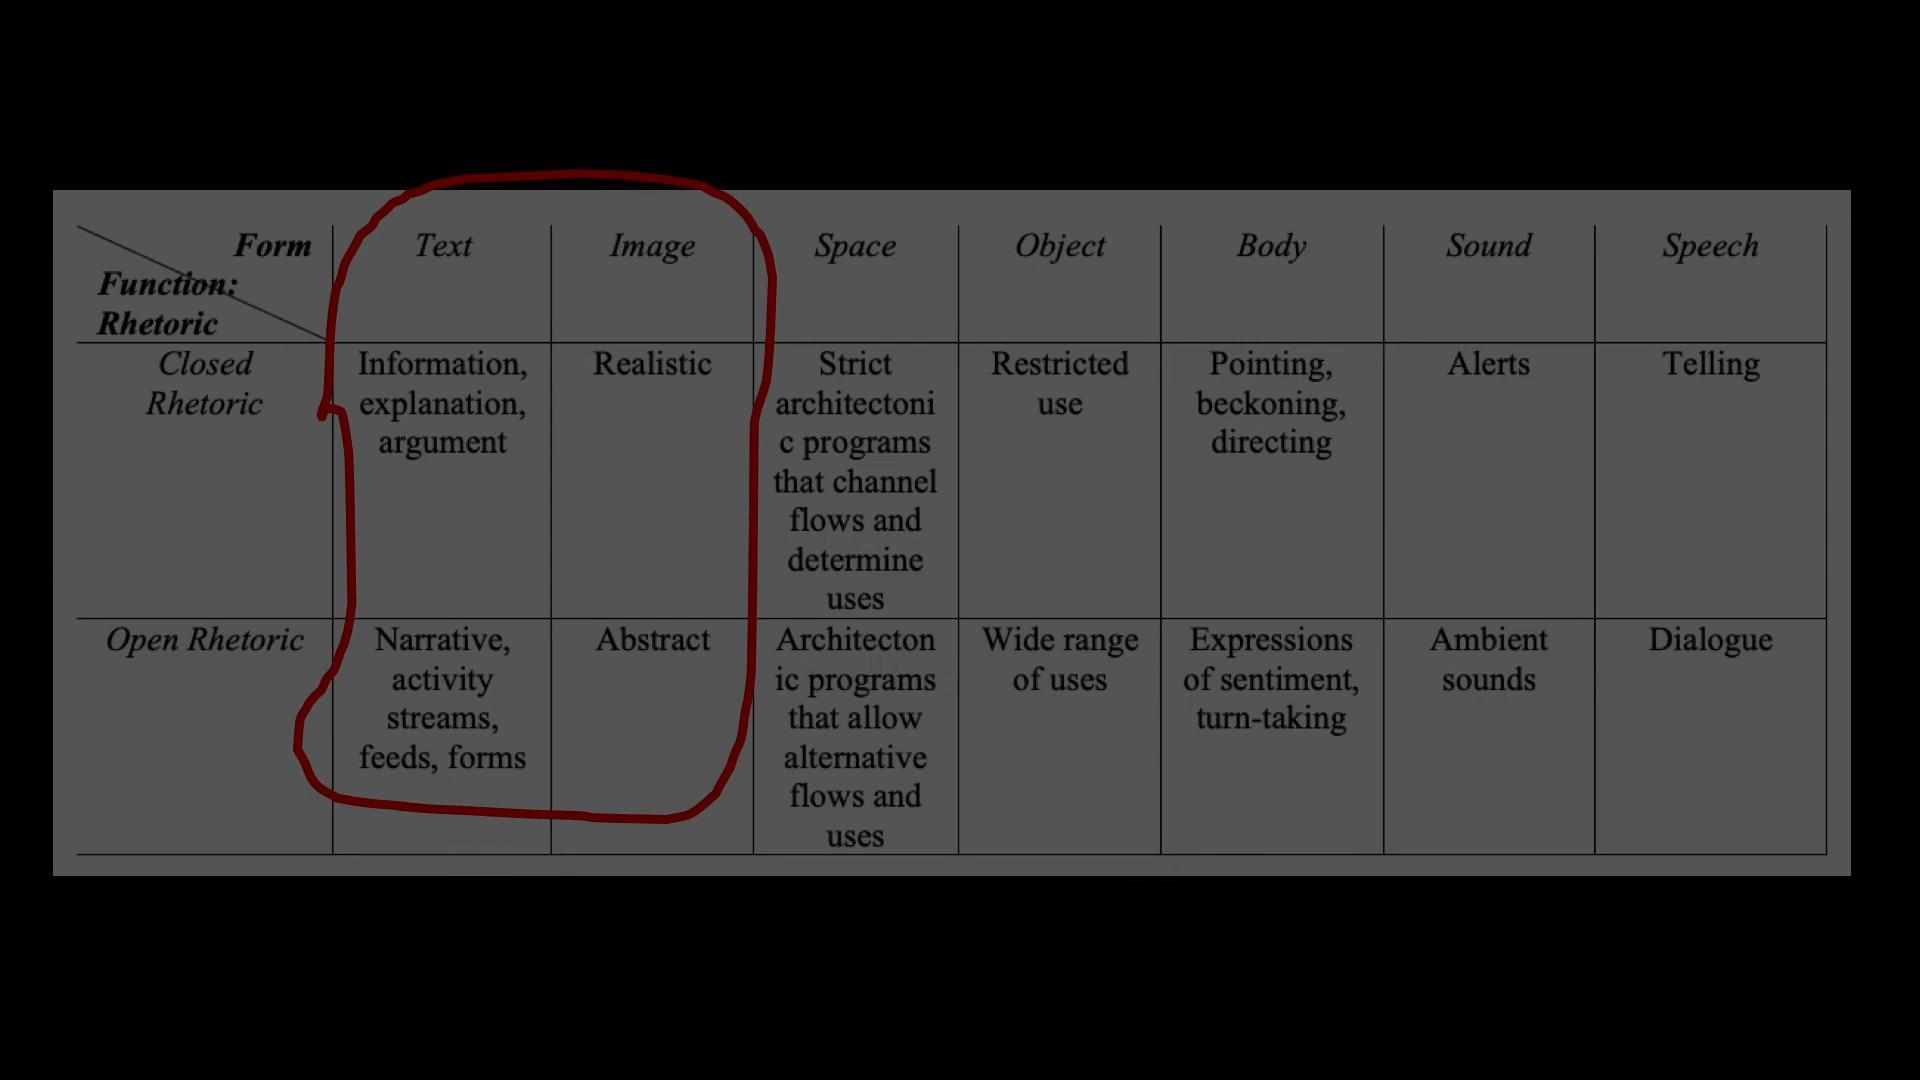 Form
Function:
Rhetoric
Text
Image
Space
Object
Body
Sound
Speech
Closed
Rhetoric
Information,
explanation,
argument
Realistic
Strict
architectoni
c programs
that channel
flows and
determine
uses
Restricted
use
Pointing,
beckoning,
directing
Alerts
Telling
Open Rhetoric
Narrative,
activity
streams,
feeds, forms
Abstract
Architecton
ic programs
that allow
alternative
flows and
uses
Wide range
of uses
Expressions
of sentiment,
turn-taking
Ambient
sounds
Dialogue